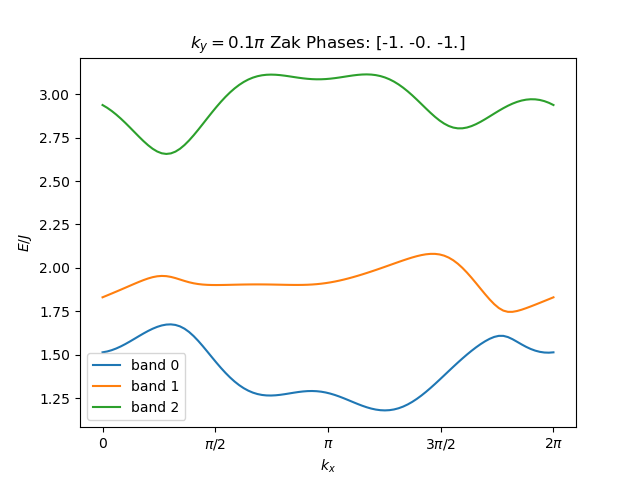 $k_y = 0.1\pi$ Zak Phases: [-1. -0. -1.]
3.00
2.75
2.50
2.25
2.00
1.75
1.50
1.25
E/J
band 0
band 1
band 2
0
π/2
π
3π/2
2π
$k_x$